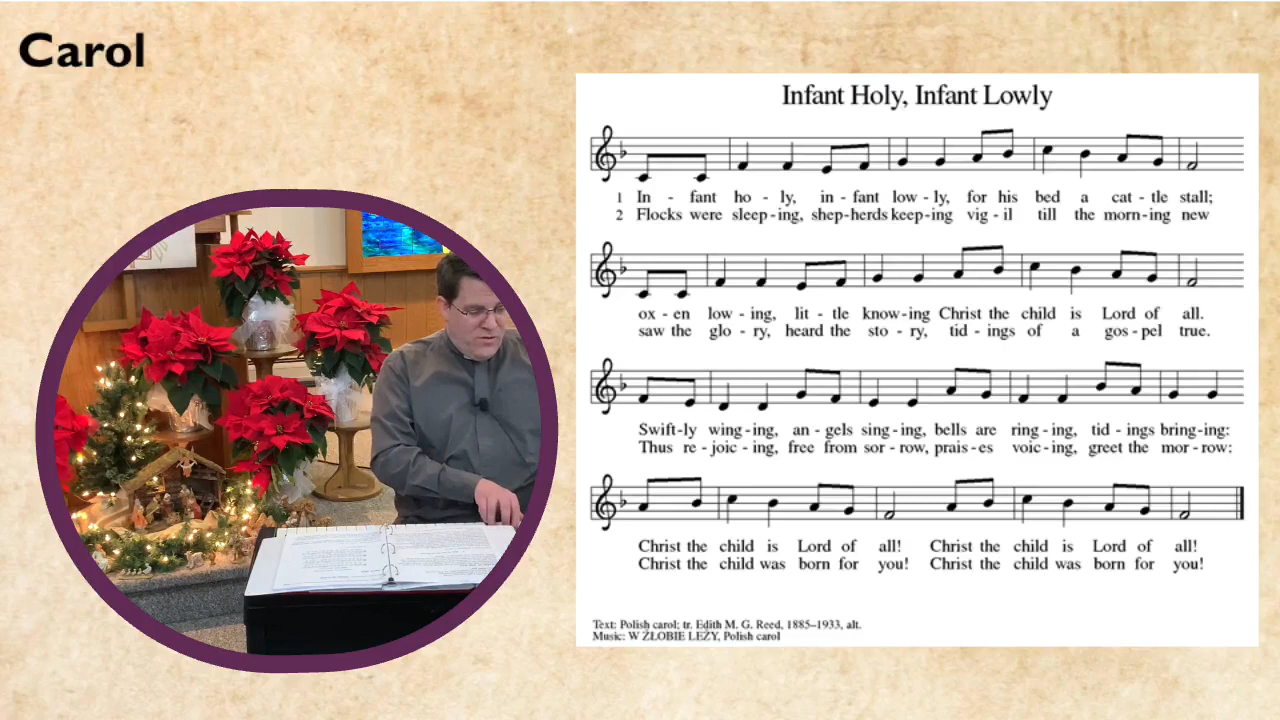 Carol
Infant Holy, Infant Lowly
1 In - fant ho - ly, in - fant low - ly, for his bed a cat - tle stall;
2 Flocks were sleep - ing, shep - herds keep - ing vig - il till the morn - ing new
ox - en low - ing, lit - tle know - ing Christ the child is Lord of all.
saw the glo - ry, heard the sto - ry, tid - ings of a gos - pel true.
Swift - ly wing - ing, an - gels sing - ing, bells are ring - ing, tid - ings bring - ing:
Thus re - joic - ing, free from sor - row, prais - es voic - ing, greet the mor - row:
Christ the child is Lord of all! Christ the child is Lord of all!
Christ the child was born for you! Christ the child was born for you!
Text: Polish carol; tr. Edith M. G. Reed, 1885–1933, alt.
Music: W ŻŁOBIE LEŻY, Polish carol